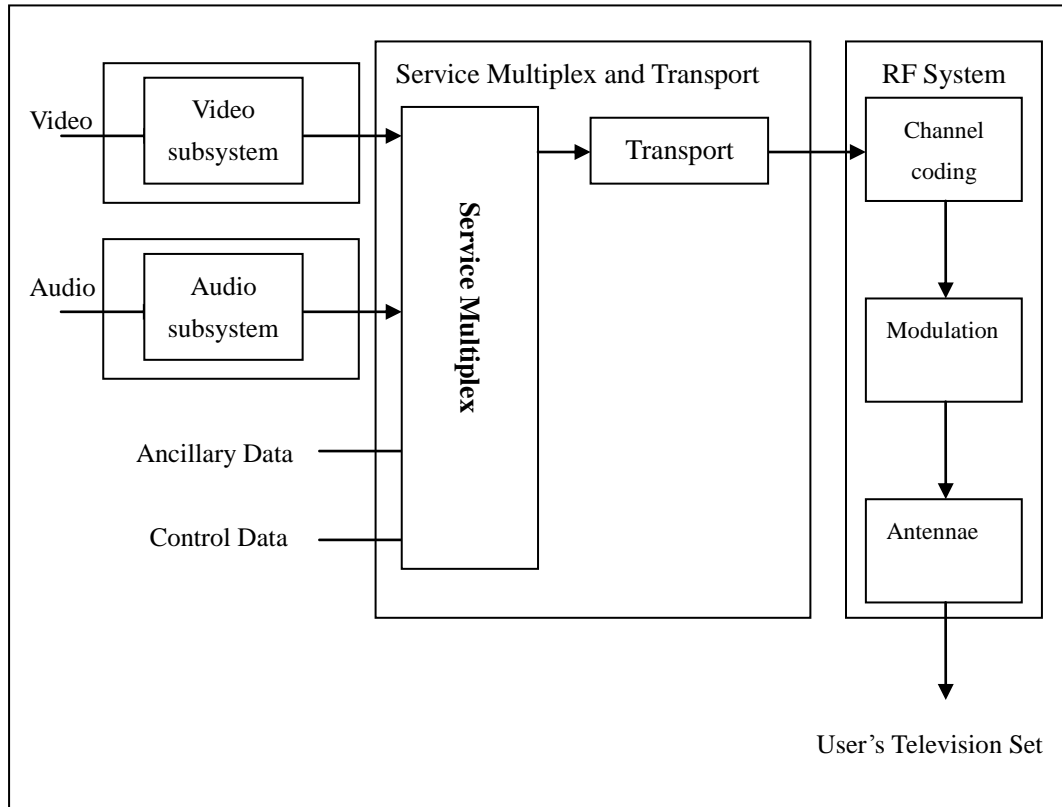 Service Multiplex and Transport
RF System
Video
Video
subsystem
Transport
Channel
coding
Service Multiplex
Audio
Audio
subsystem
Modulation
Ancillary Data
Control Data
Antennae
User's Television Set